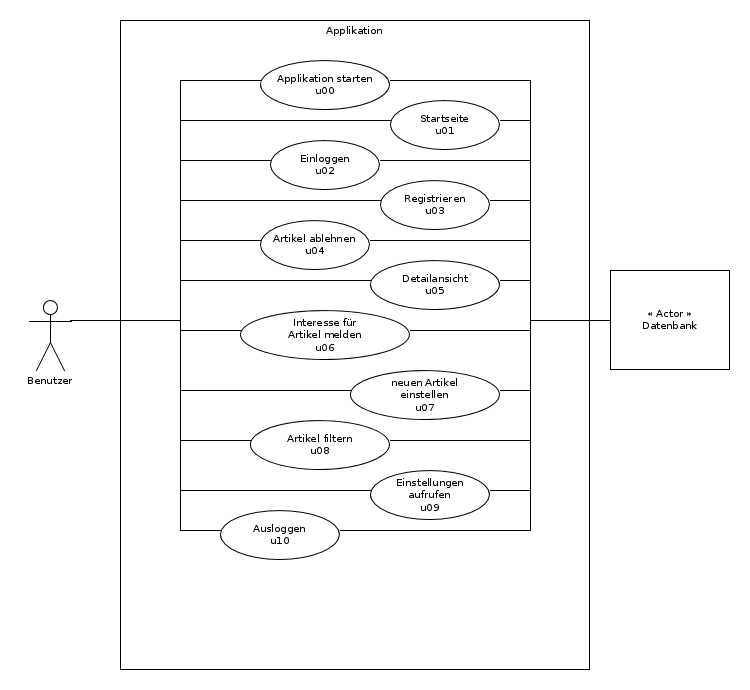 Applikation
Applikation starten
u00
Startseite
u01
Einloggen
u02
Registrieren
u03
Artikel ablehnen
u04
Detailansicht
u05
Interesse für
Artikel melden
u06
neuen Artikel
einstellen
u07
Artikel filtern
u08
Einstellungen
aufrufen
u09
Ausloggen
u10
Benutzer
« Actor »
Datenbank